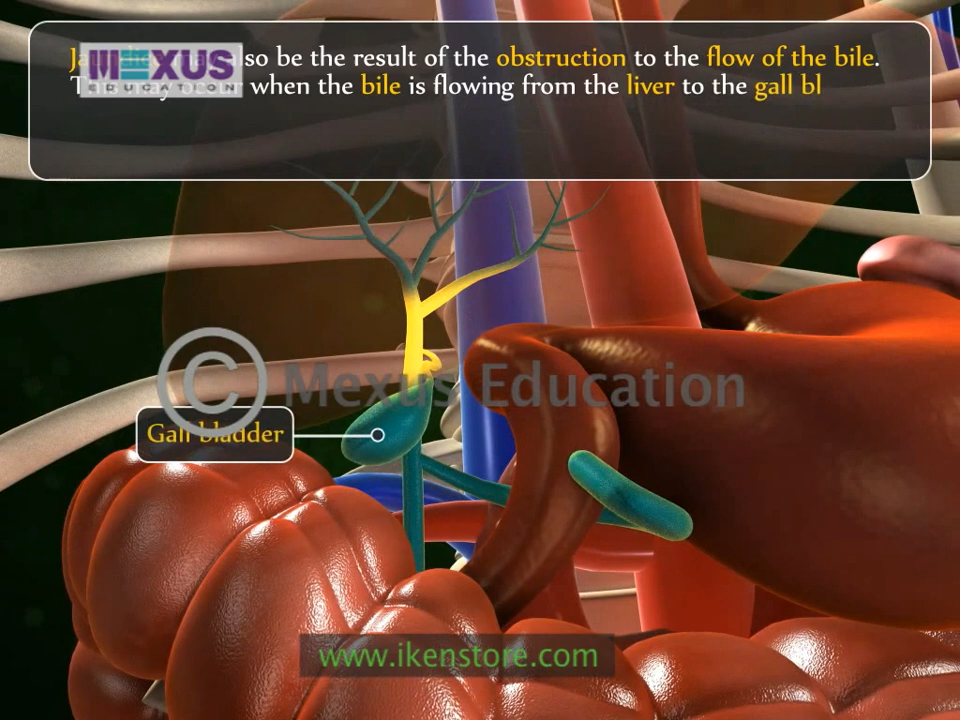 also be the result of the obstruction to the flow of the bile.
when the bile is flowing from the liver to the gall bl
MEXUS
EDUCATION
© Mexus Education
Gall bladder
www.ikenstore.com